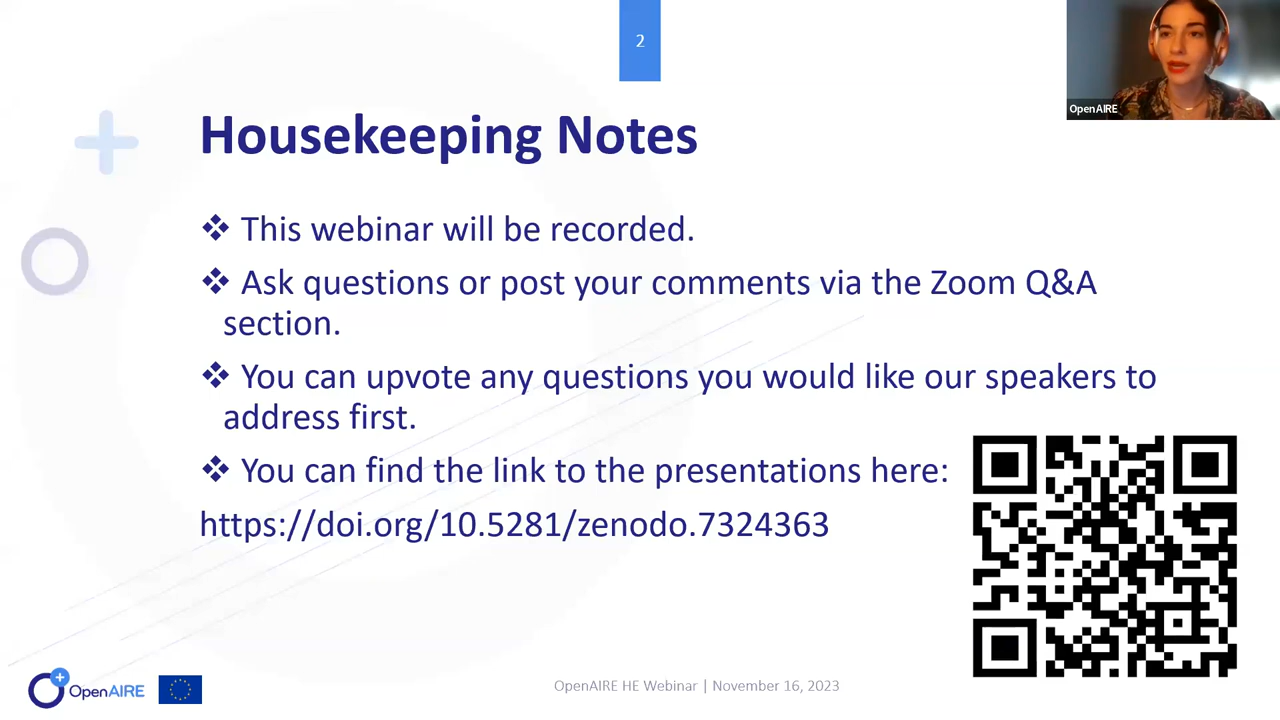 2
OpenAIRE
Housekeeping Notes
❖ This webinar will be recorded.
❖ Ask questions or post your comments via the Zoom Q&A
section.
❖ You can upvote any questions you would like our speakers to
address first.
❖ You can find the link to the presentations here:
https://doi.org/10.5281/zenodo.7324363
OpenAIRE
OpenAIRE HE Webinar | November 16, 2023